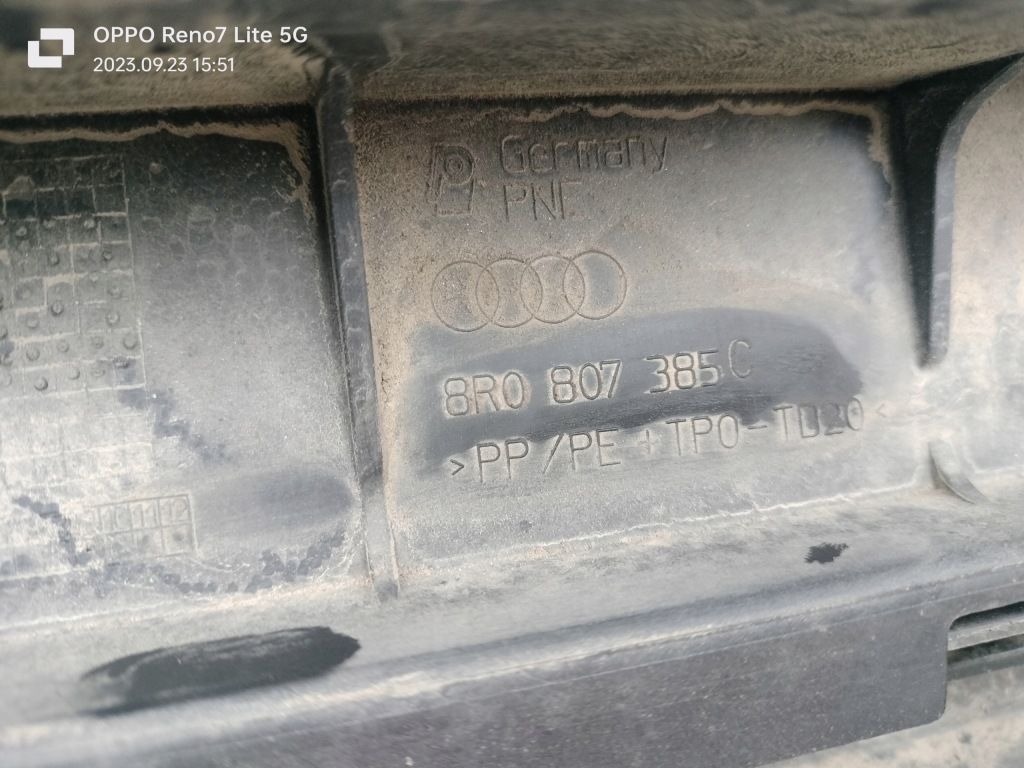 OPPO Reno7 Lite 5G
2023.09.23 15:51
Germany
PNF
8R0 807 385 C
>PP/PE+TPO-TD20<